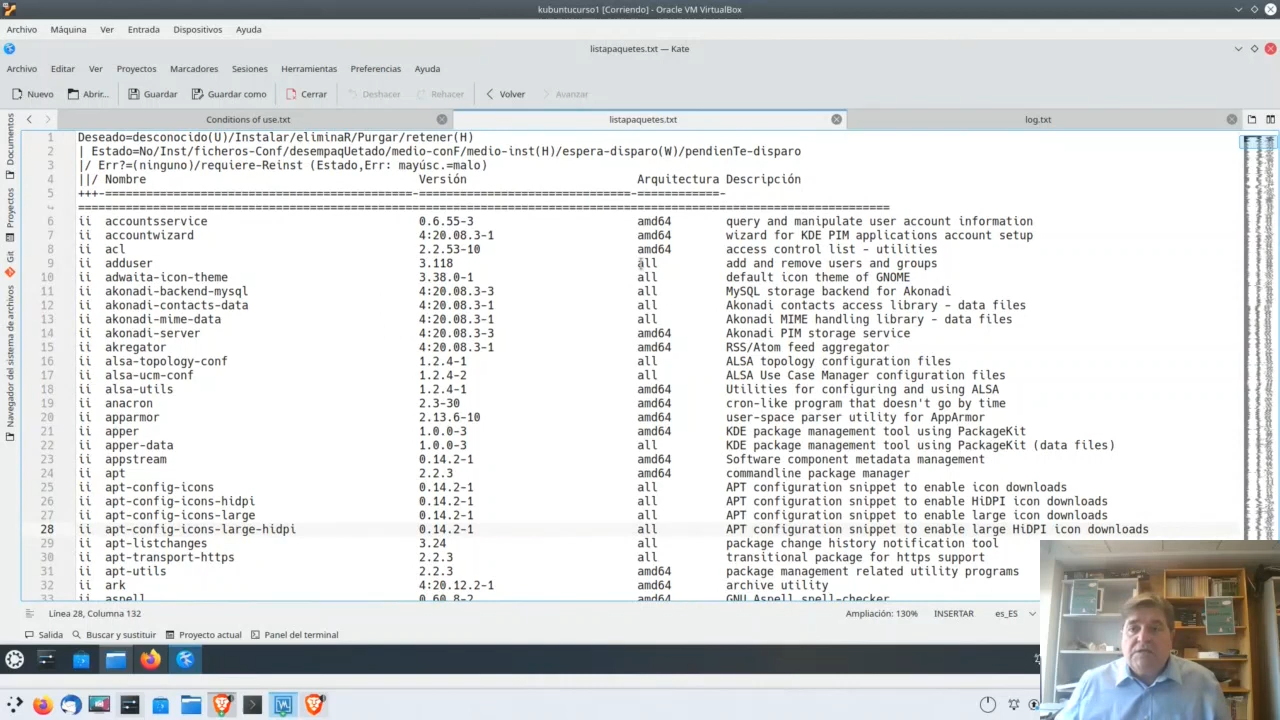 kubuntucurso1 [Corriendo] - Oracle VM VirtualBox
Archivo Máquina Ver Entrada Dispositivos Ayuda
listapaquetes.txt — Kate
Archivo Editar Ver Proyectos Marcadores Sesiones Herramientas Preferencias Ayuda
Nuevo Abrir... Guardar Guardar como Cerrar Deshacer Rehacer Volver Avanzar
Conditions of use.txt listapaquetes.txt log.txt
Documentos
Proyectos
Git
Navegador del sistema de archivos
1 Deseado=desconocido(U)/Instalar/eliminaR/Purgar/retener(H)
2 | Estado=No/Inst/ficheros-Conf/desempaqUetado/medio-conF/medio-inst(H)/espera-disparo(W)/pendienTe-disparo
3 |/ Err?=(ninguno)/requiere-Reinst (Estado,Err: mayúsc.=malo)
4 ||/ Nombre Versión Arquitectura Descripción
5 +++-==============================================-===============================-============-
===================================================================================================
6 ii accountsservice 0.6.55-3 amd64 query and manipulate user account information
7 ii accountwizard 4:20.08.3-1 amd64 wizard for KDE PIM applications account setup
8 ii acl 2.2.53-10 amd64 access control list - utilities
9 ii adduser 3.118 all add and remove users and groups
10 ii adwaita-icon-theme 3.38.0-1 all default icon theme of GNOME
11 ii akonadi-backend-mysql 4:20.08.3-3 all MySQL storage backend for Akonadi
12 ii akonadi-contacts-data 4:20.08.3-1 all Akonadi contacts access library - data files
13 ii akonadi-mime-data 4:20.08.3-1 all Akonadi MIME handling library - data files
14 ii akonadi-server 4:20.08.3-3 amd64 Akonadi PIM storage service
15 ii akregator 4:20.08.3-1 amd64 RSS/Atom feed aggregator
16 ii alsa-topology-conf 1.2.4-1 all ALSA topology configuration files
17 ii alsa-ucm-conf 1.2.4-2 all ALSA Use Case Manager configuration files
18 ii alsa-utils 1.2.4-1 amd64 Utilities for configuring and using ALSA
19 ii anacron 2.3-30 amd64 cron-like program that doesn't go by time
20 ii apparmor 2.13.6-10 amd64 user-space parser utility for AppArmor
21 ii apper 1.0.0-3 amd64 KDE package management tool using PackageKit
22 ii apper-data 1.0.0-3 all KDE package management tool using PackageKit (data files)
23 ii appstream 0.14.2-1 amd64 Software component metadata management
24 ii apt 2.2.3 amd64 commandline package manager
25 ii apt-config-icons 0.14.2-1 all APT configuration snippet to enable icon downloads
26 ii apt-config-icons-hidpi 0.14.2-1 all APT configuration snippet to enable HiDPI icon downloads
27 ii apt-config-icons-large 0.14.2-1 all APT configuration snippet to enable large icon downloads
28 ii apt-config-icons-large-hidpi 0.14.2-1 all APT configuration snippet to enable large HiDPI icon downloads
29 ii apt-listchanges 3.24 all package change history notification tool
30 ii apt-transport-https 2.2.3 all transitional package for https support
31 ii apt-utils 2.2.3 amd64 package management related utility programs
32 ii ark 4:20.12.2-1 amd64 archive utility
33 ii aspell 0.60.8-2 amd64 GNU Aspell spell-checker
Línea 28, Columna 132 Ampliación: 130% INSERTAR es_ES
Salida Buscar y sustituir Proyecto actual Panel del terminal